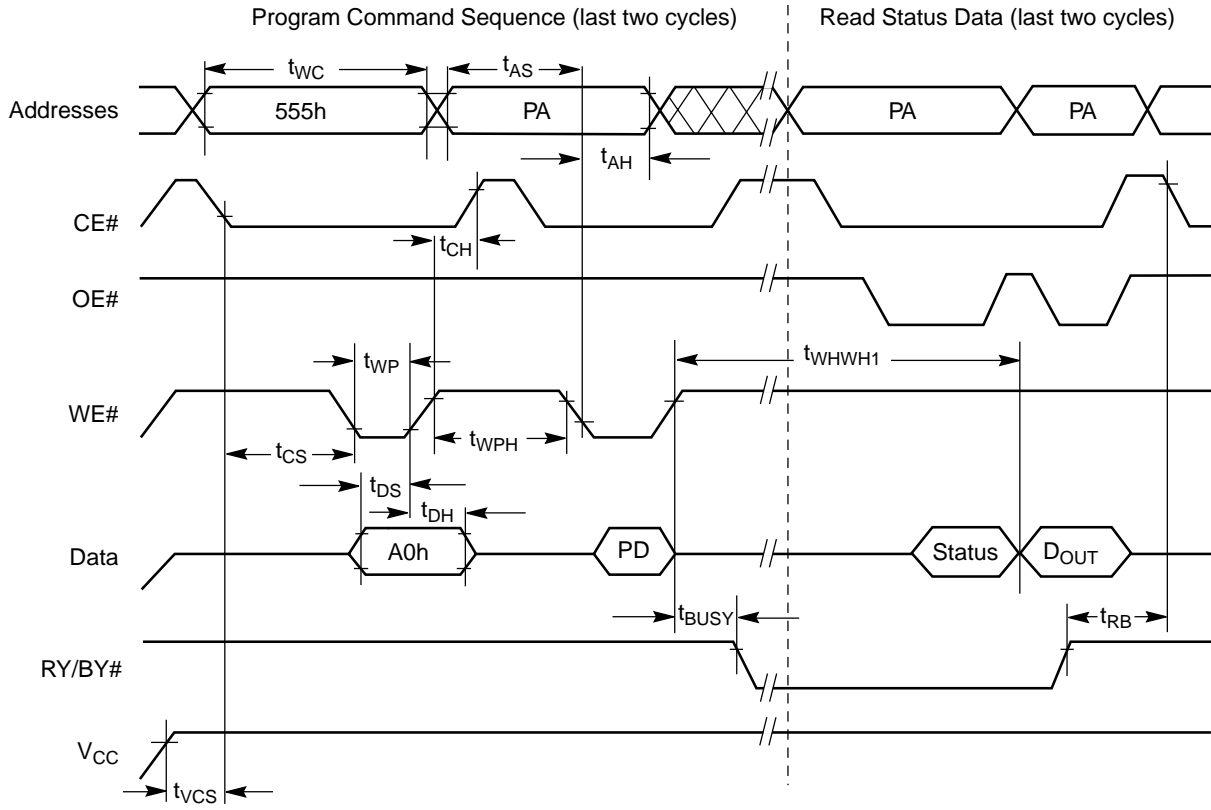 Program Command Sequence (last two cycles)
Read Status Data (last two cycles)
tWC
tAS
Addresses
555h
PA
PA
PA
tAH
CE#
tCH
OE#
tWP
tWHWH1
WE#
tCS
tWPH
tDS
tDH
Data
A0h
PD
Status
DOUT
tBUSY
tRB
RY/BY#
VCC
tVCS